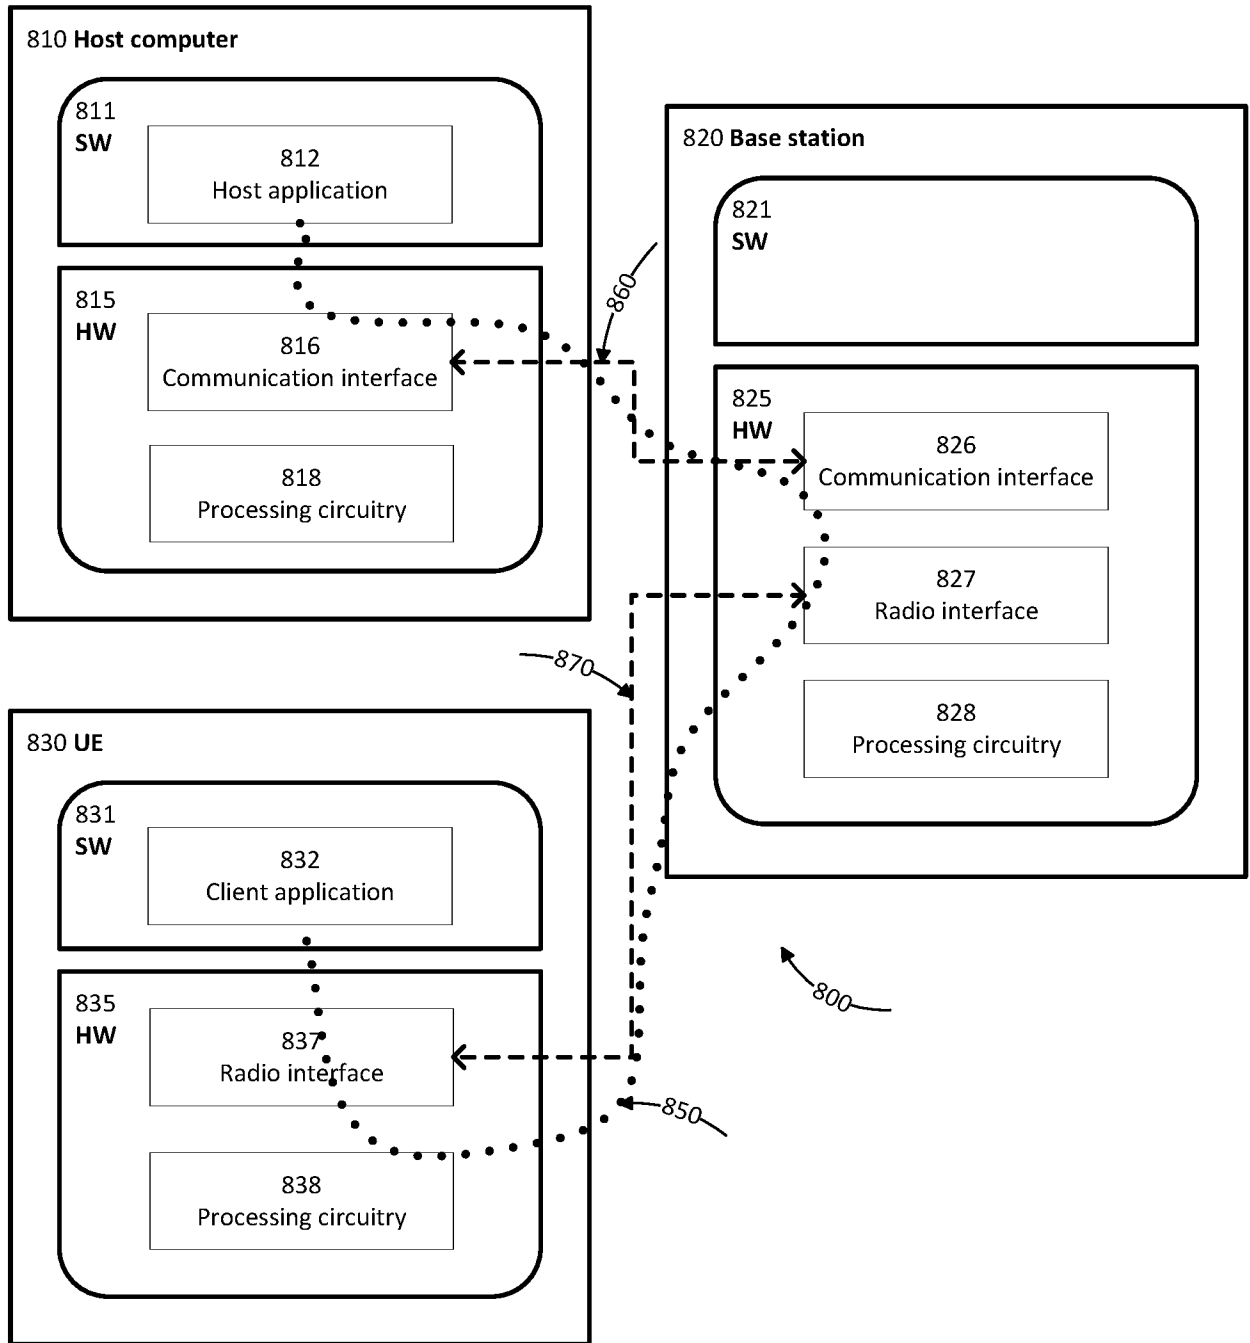 810 Host computer
811
SW
812
Host application
815
HW
816
Communication interface
818
Processing circuitry
860
820 Base station
821
SW
825
HW
826
Communication interface
827
Radio interface
828
Processing circuitry
870
830 UE
831
SW
832
Client application
835
HW
837
Radio interface
838
Processing circuitry
850
800